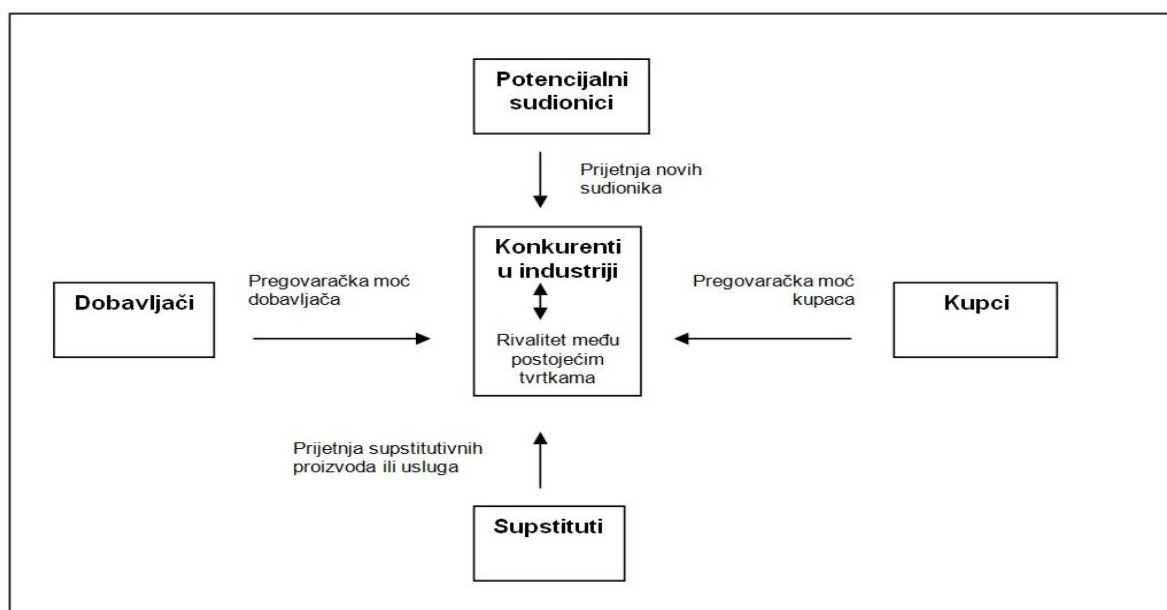 Potencijalni
sudionici
Prijetnja novih
sudionika
Konkurenti
u industriji
Rivalitet među
postojećim
tvrtkama
Dobavljači
Pregovaračka moć
dobavljača
Pregovaračka moć
kupaca
Kupci
Prijetnja supstitutivnih
proizvoda ili usluga
Supstituti